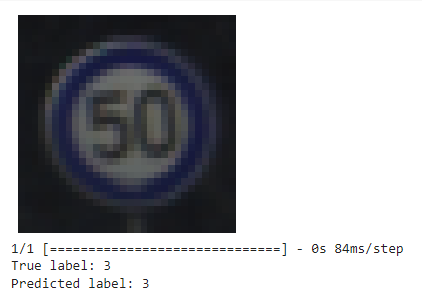 50
1/1 [==============================] - 0s 84ms/step
True label: 3
Predicted label: 3